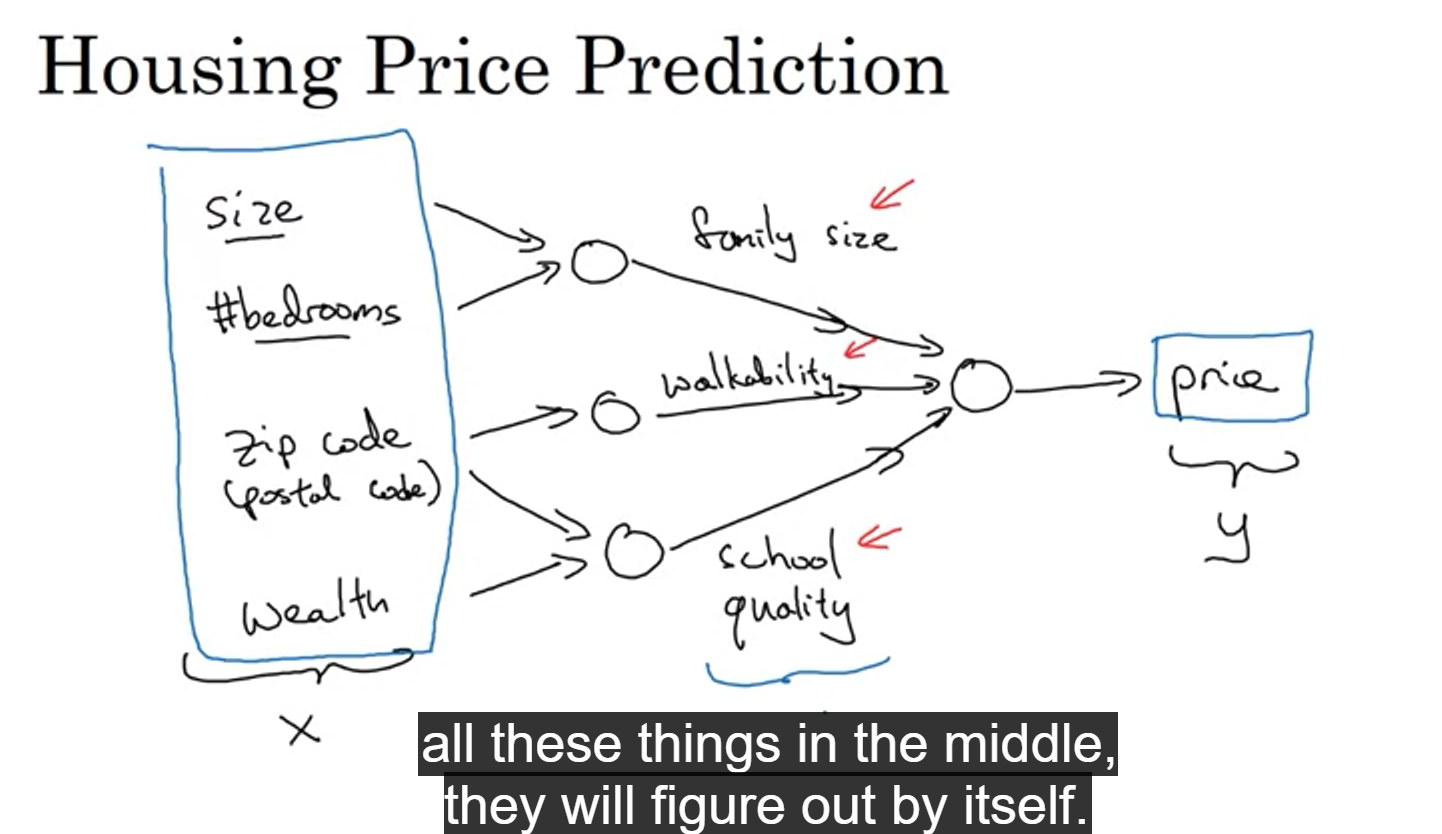 Housing Price Prediction
size
#bedrooms
zip code
(postal code)
wealth
x
family size
walkability
school
quality
price
y
all these things in the middle,
they will figure out by itself.